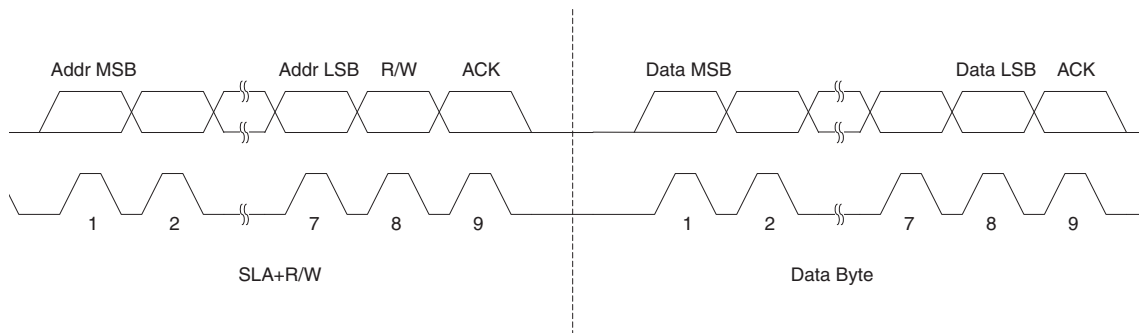 Addr MSB Addr LSB R/W ACK Data MSB Data LSB ACK
1 2 7 8 9 1 2 7 8 9
SLA+R/W Data Byte